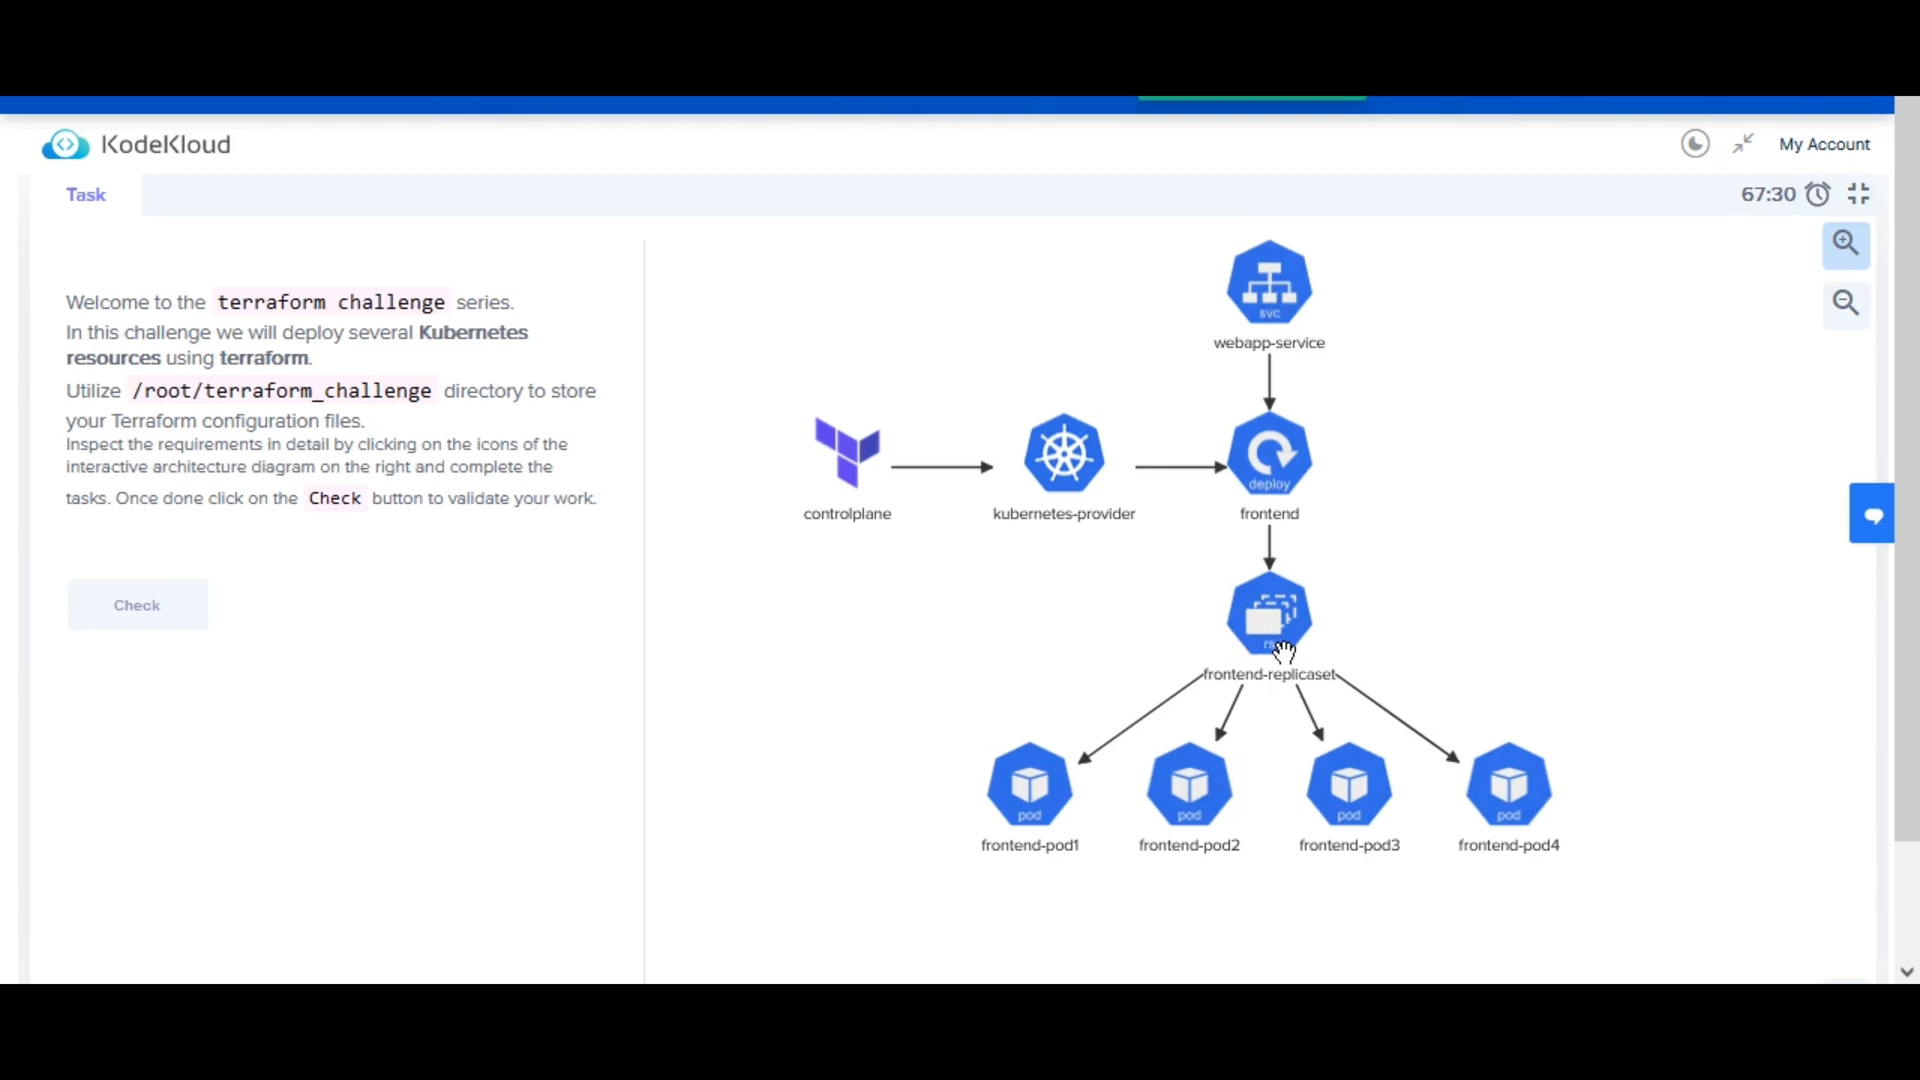 KodeKloud
My Account
Task
67:30
Welcome to the terraform challenge series.
In this challenge we will deploy several Kubernetes
resources using terraform.
Utilize /root/terraform_challenge directory to store
your Terraform configuration files.
Inspect the requirements in detail by clicking on the icons of the
interactive architecture diagram on the right and complete the
tasks. Once done click on the Check button to validate your work.
Check
svc
webapp-service
controlplane
kubernetes-provider
deploy
frontend
frontend-replicaset
pod
frontend-pod1
pod
frontend-pod2
pod
frontend-pod3
pod
frontend-pod4